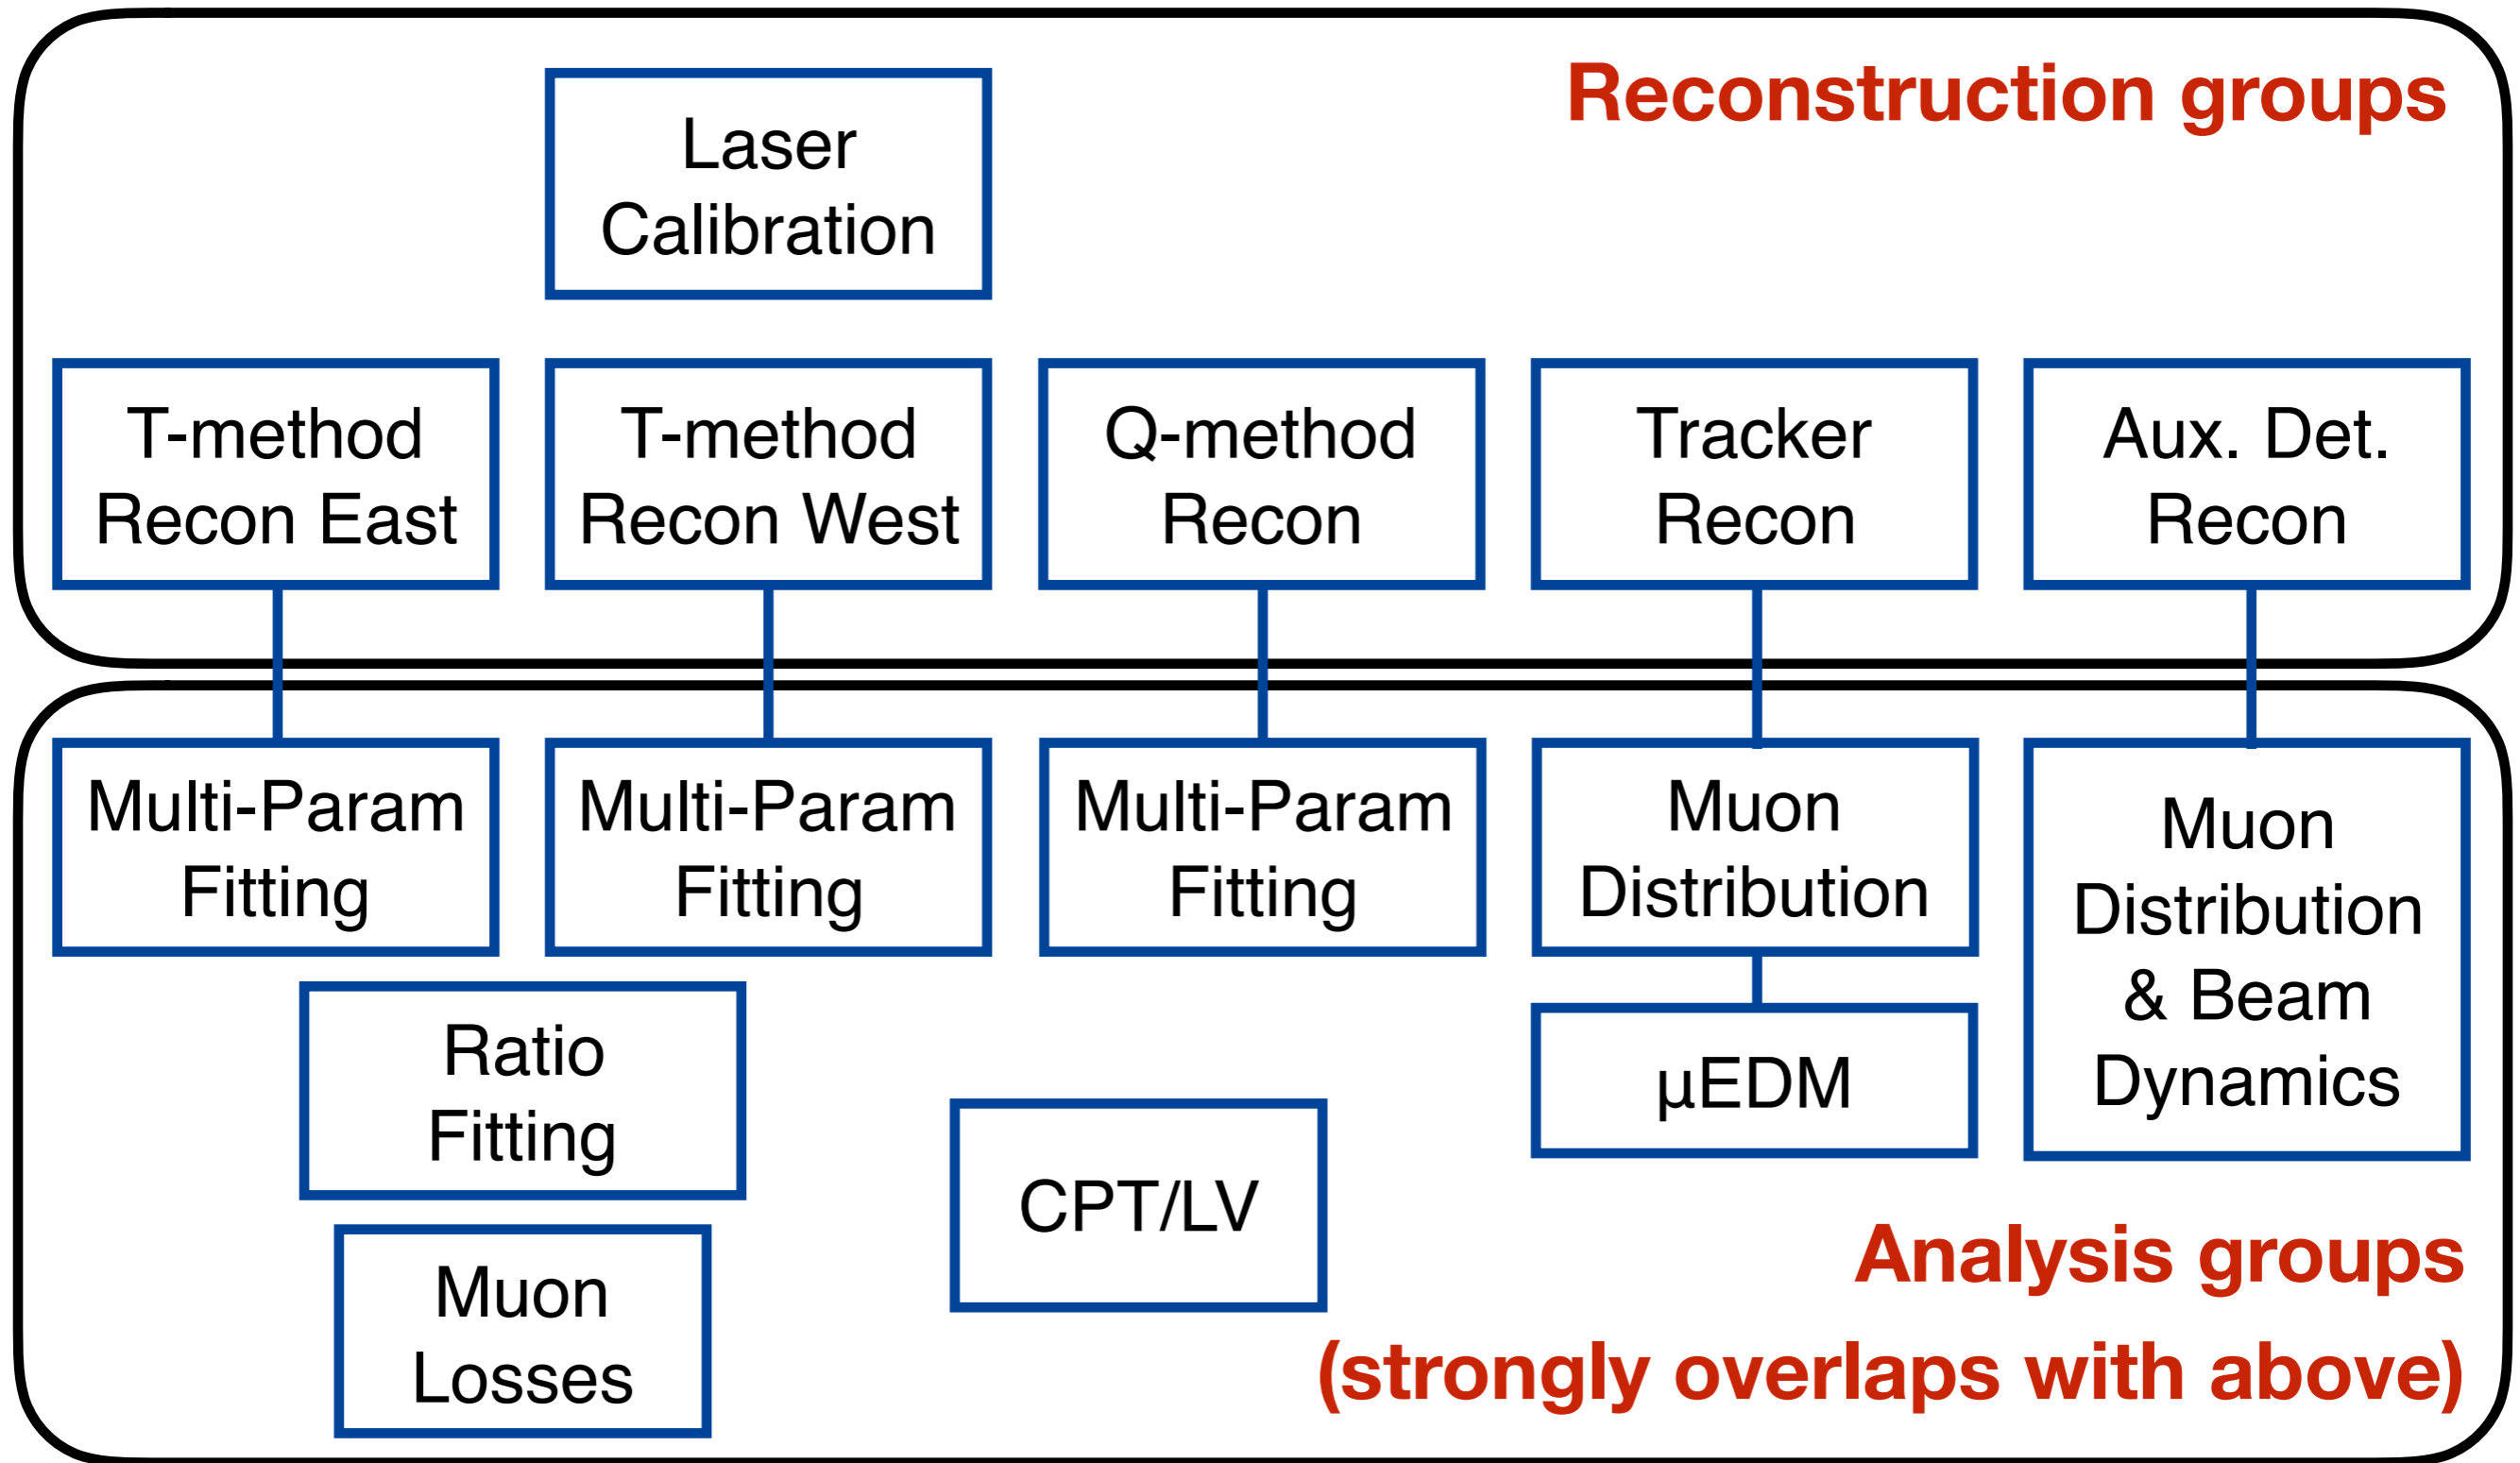 Reconstruction groups
Laser
Calibration
T-method
Recon East
T-method
Recon West
Q-method
Recon
Tracker
Recon
Aux. Det.
Recon
Multi-Param
Fitting
Multi-Param
Fitting
Multi-Param
Fitting
Muon
Distribution
Muon
Distribution
& Beam
Dynamics
Ratio
Fitting
µEDM
CPT/LV
Muon
Losses
Analysis groups
(strongly overlaps with above)